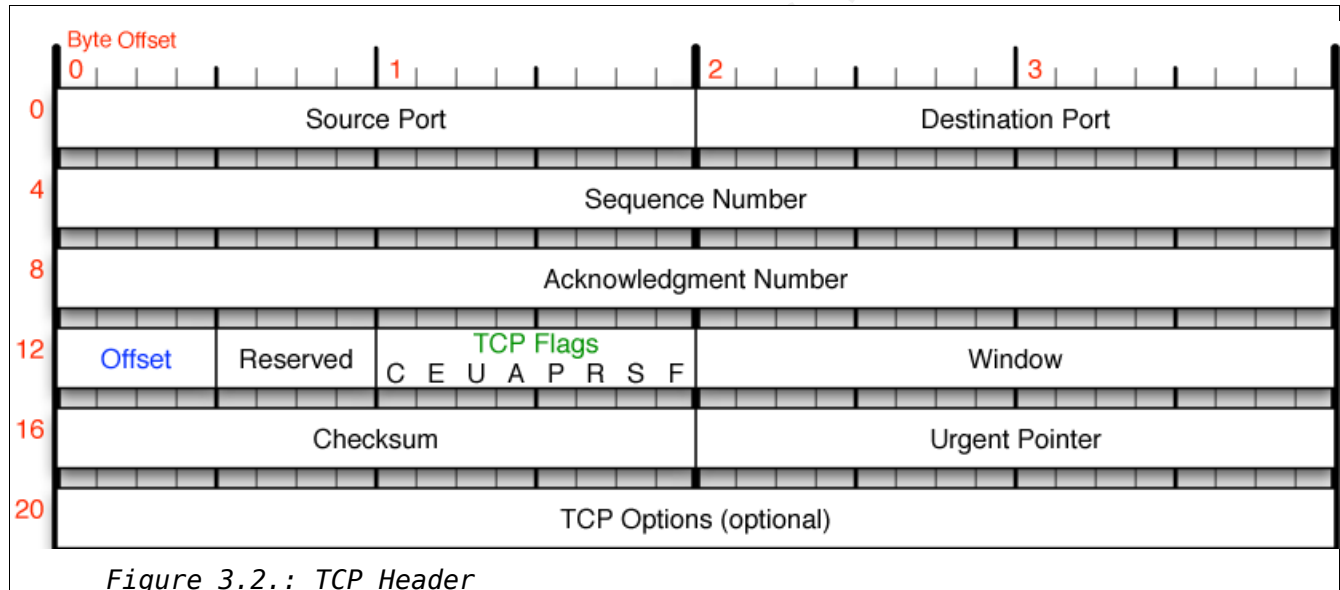 Byte Offset
0 1 2 3
0 Source Port Destination Port
4 Sequence Number
8 Acknowledgment Number
12 Offset Reserved TCP Flags Window
C E U A P R S F
16 Checksum Urgent Pointer
20 TCP Options (optional)
Figure 3.2.: TCP Header